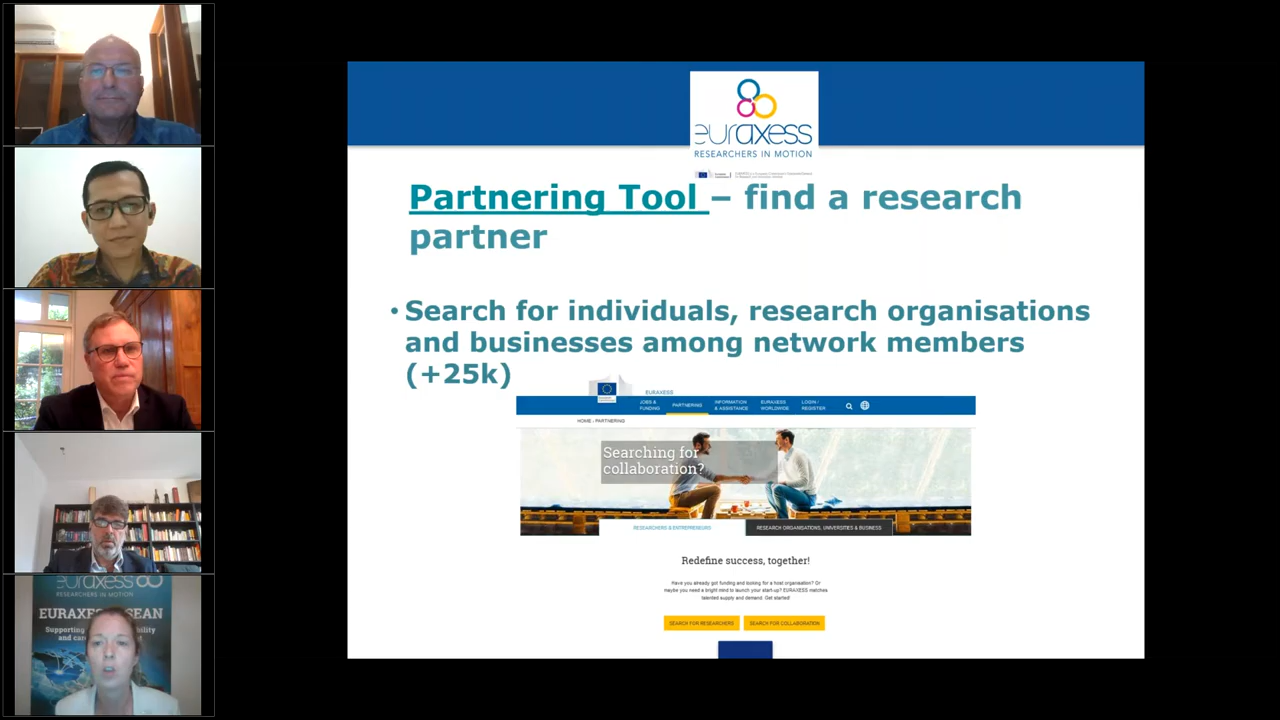 euraxess
RESEARCHERS IN MOTION
Partnering Tool – find a research
partner
• Search for individuals, research organisations
and businesses among network members
(+25k)
EURAXESS
JOBS & FUNDING
PARTNERING
INFORMATION & ASSISTANCE
EURAXESS WORLDWIDE
LOGIN / REGISTER
HOME › PARTNERING
Searching for
collaboration?
RESEARCHERS & ENTREPRENEURS
RESEARCH ORGANISATIONS, UNIVERSITIES & BUSINESS
Redefine success, together!
Have you already got funding and looking for a host organisation? Or
maybe you need a bright mind to launch your start-up? EURAXESS matches
talented supply and demand. Get started!
SEARCH FOR RESEARCHERS
SEARCH FOR COLLABORATION
euraxess
RESEARCHERS IN MOTION
EURAXESS
Supporting